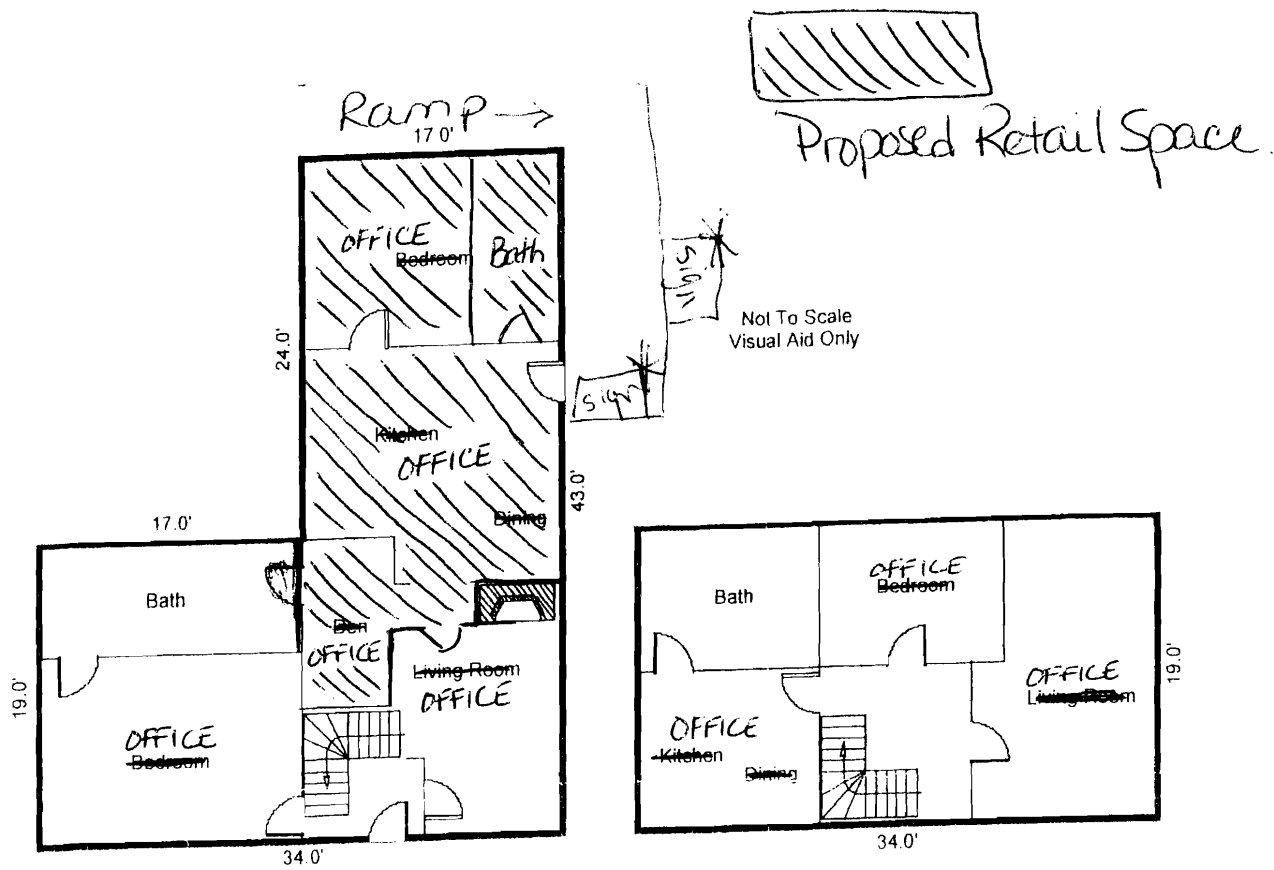 Ramp →
17.0'
Proposed Retail Space.
OFFICE
Bedroom
Bath
Sign
Not To Scale
Visual Aid Only
24.0'
Sign
Kitchen
OFFICE
43.0'
Dining
17.0'
Bath
Den
OFFICE
Living Room
OFFICE
19.0'
OFFICE
Bedroom
34.0'
Bath
OFFICE
Bedroom
OFFICE
Living Room
19.0'
OFFICE
Kitchen
Dining
34.0'